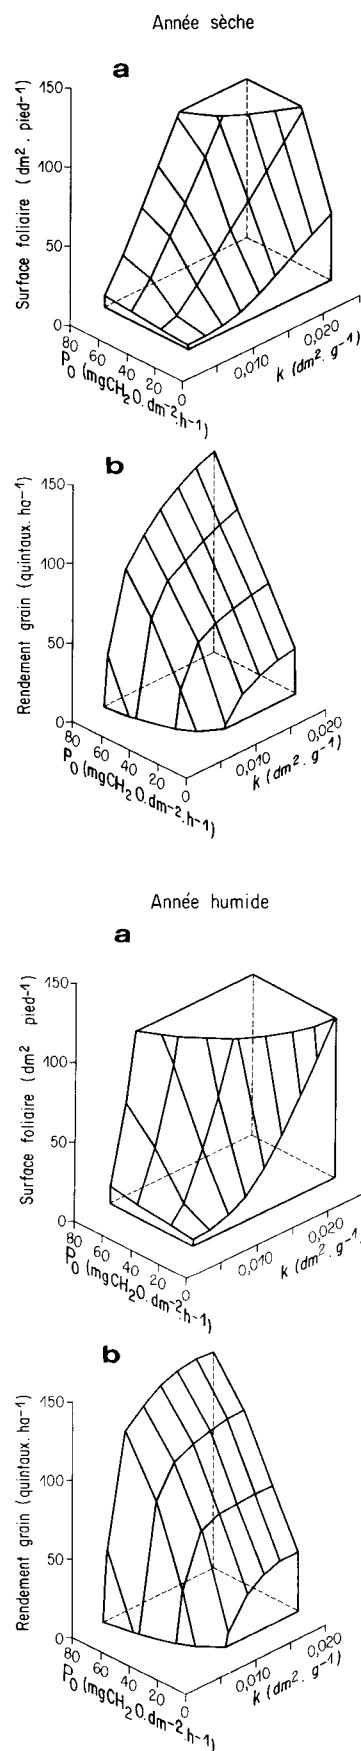 Année sèche
a
Surface foliaire (dm². pied⁻¹)
150
100
50
0
80
60
40
20
0
P₀ (mgCH₂O.dm⁻².h⁻¹)
0,010
0,020
k (dm². g⁻¹)
b
Rendement grain (quintaux. ha⁻¹)
150
100
50
0
80
60
40
20
0
P₀ (mgCH₂O.dm⁻².h⁻¹)
0,010
0,020
k (dm². g⁻¹)
Année humide
a
Surface foliaire (dm² pied⁻¹)
150
100
50
0
80
60
40
20
0
P₀ (mgCH₂O.dm⁻².h⁻¹)
0,010
0,020
k (dm². g⁻¹)
b
Rendement grain (quintaux. ha⁻¹)
150
100
50
0
80
60
40
20
0
P₀ (mgCH₂O.dm⁻².h⁻¹)
0,010
0,020
k (dm². g⁻¹)